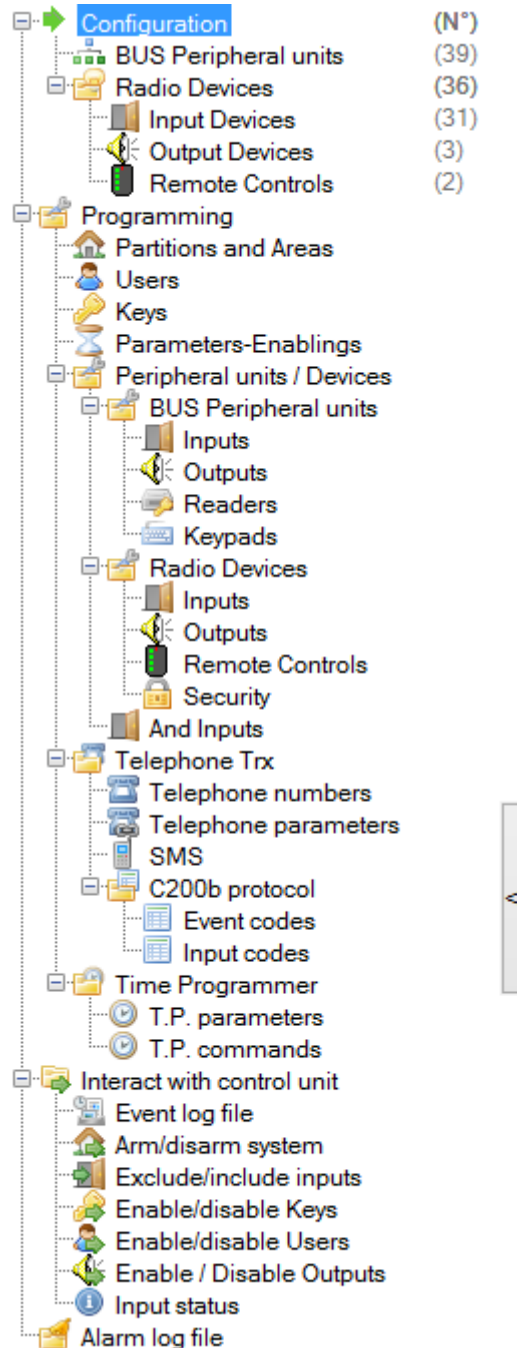 Configuration (N°)
BUS Peripheral units (39)
Radio Devices (36)
Input Devices (31)
Output Devices (3)
Remote Controls (2)
Programming
Partitions and Areas
Users
Keys
Parameters-Enablings
Peripheral units / Devices
BUS Peripheral units
Inputs
Outputs
Readers
Keypads
Radio Devices
Inputs
Outputs
Remote Controls
Security
And Inputs
Telephone Trx
Telephone numbers
Telephone parameters
SMS
C200b protocol
Event codes
Input codes
Time Programmer
T.P. parameters
T.P. commands
Interact with control unit
Event log file
Arm/disarm system
Exclude/include inputs
Enable/disable Keys
Enable/disable Users
Enable / Disable Outputs
Input status
Alarm log file
<